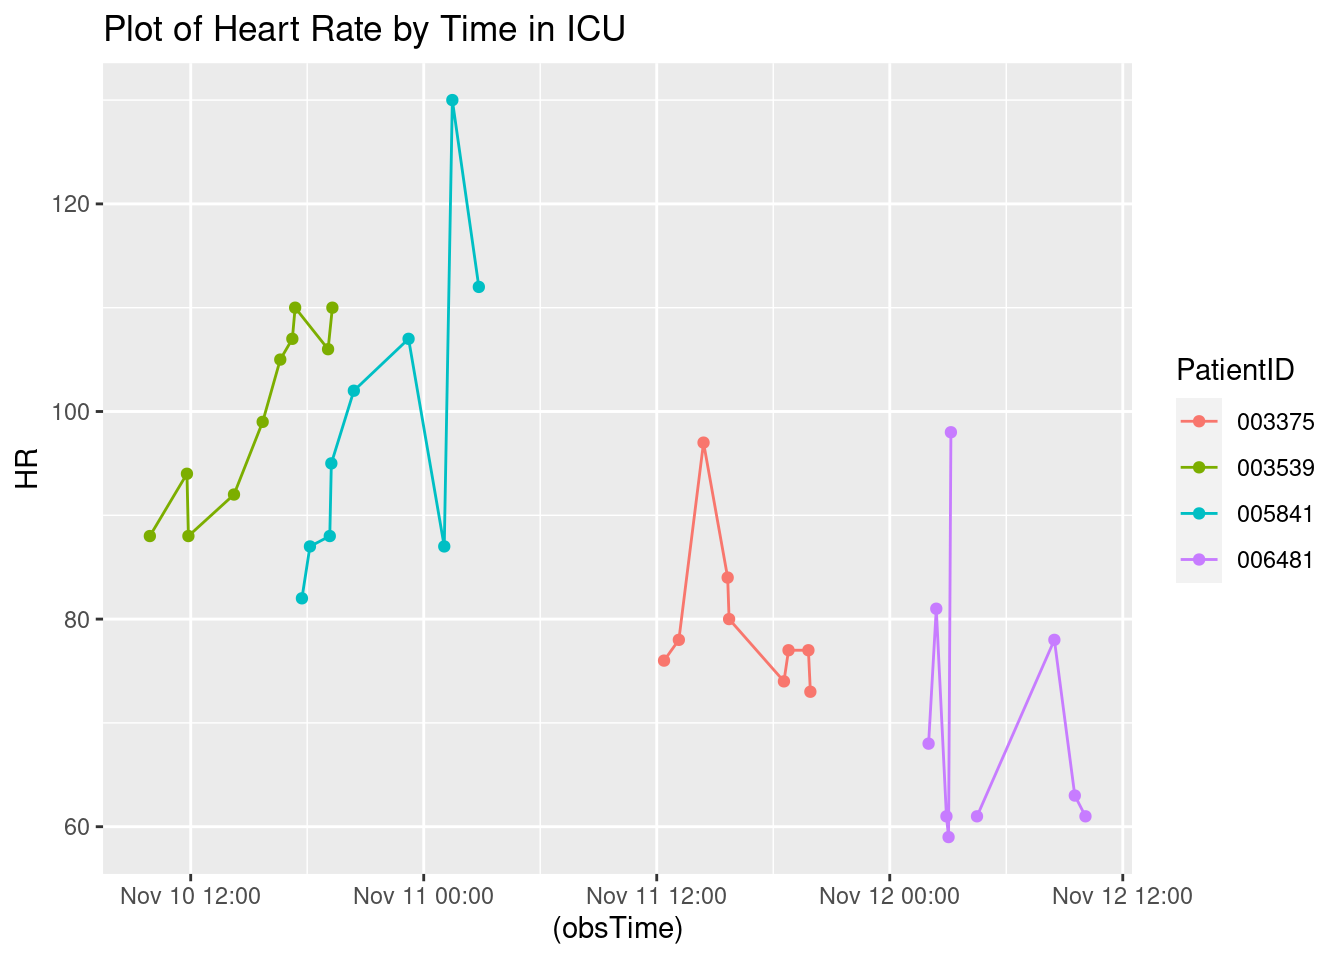 Plot of Heart Rate by Time in ICU
120
100
80
60
HR
Nov 10 12:00 Nov 11 00:00 Nov 11 12:00 Nov 12 00:00 Nov 12 12:00
(obsTime)
PatientID
003375
003539
005841
006481